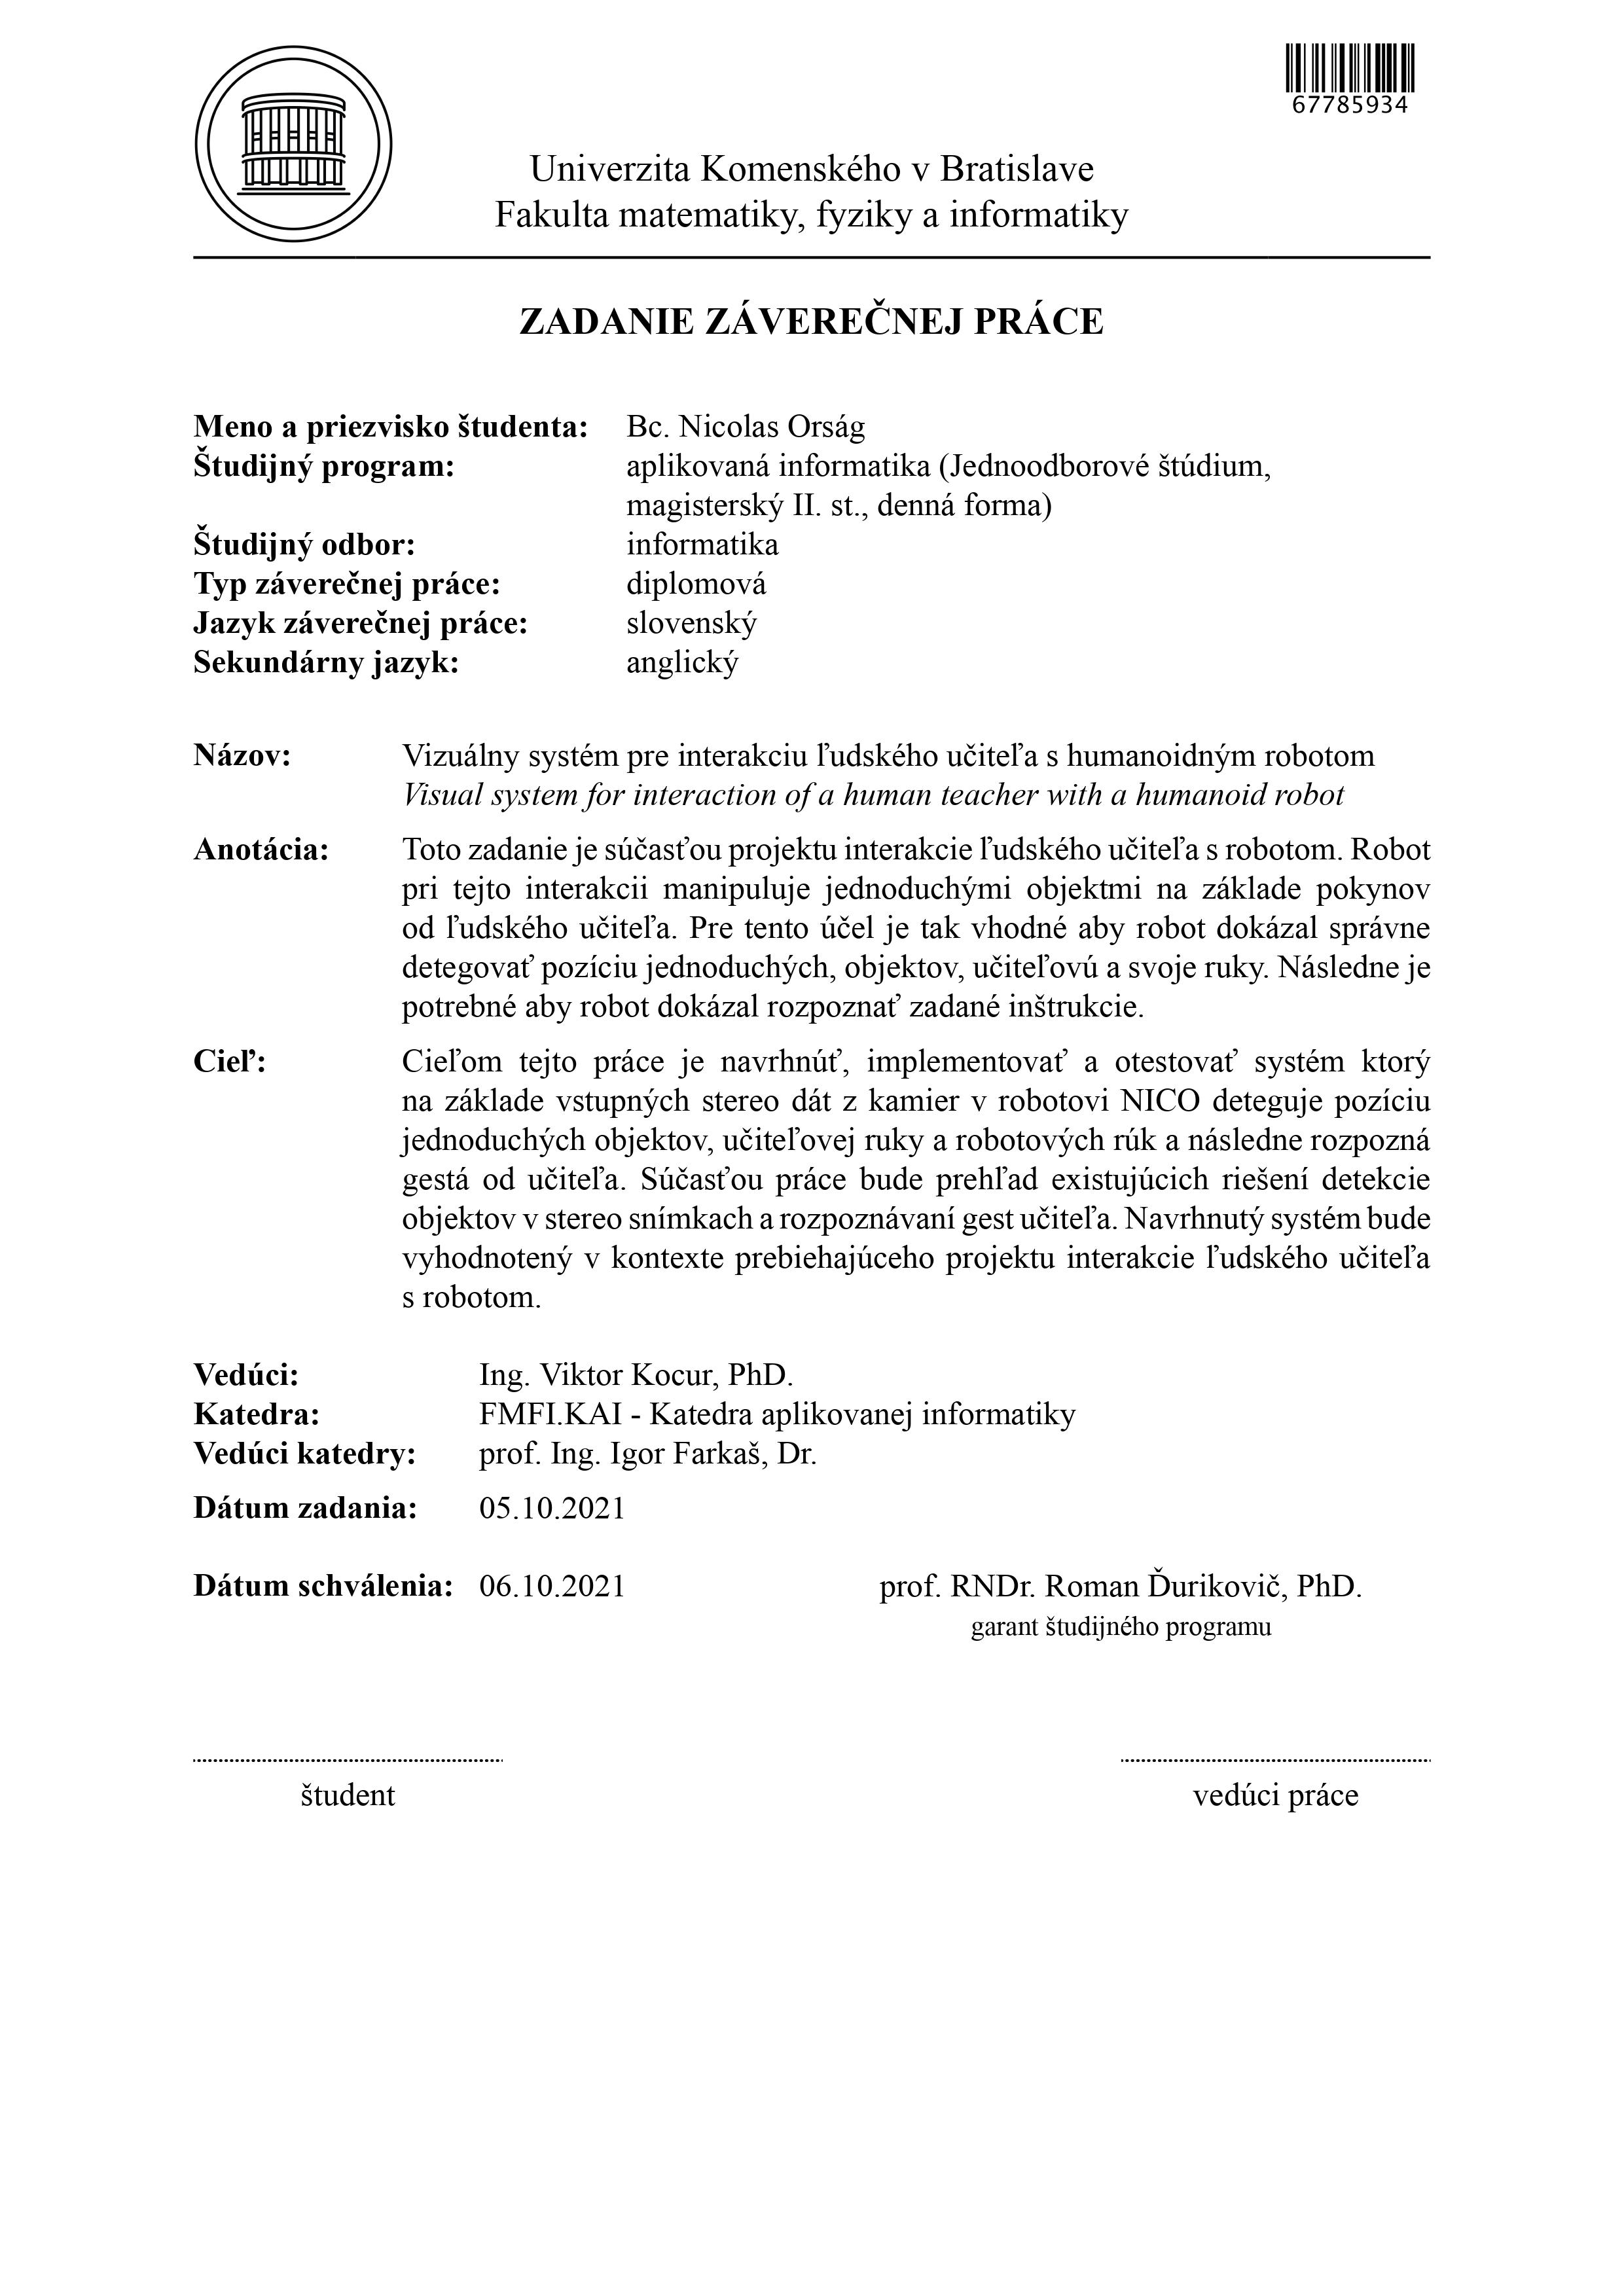 67785934
Univerzita Komenského v Bratislave
Fakulta matematiky, fyziky a informatiky
ZADANIE ZÁVEREČNEJ PRÁCE
Meno a priezvisko študenta: Bc. Nicolas Orság
Študijný program: aplikovaná informatika (Jednoodborové štúdium,
magisterský II. st., denná forma)
Študijný odbor: informatika
Typ záverečnej práce: diplomová
Jazyk záverečnej práce: slovenský
Sekundárny jazyk: anglický
Názov: Vizuálny systém pre interakciu ľudského učiteľa s humanoidným robotom
Visual system for interaction of a human teacher with a humanoid robot
Anotácia: Toto zadanie je súčasťou projektu interakcie ľudského učiteľa s robotom. Robot
pri tejto interakcii manipuluje jednoduchými objektmi na základe pokynov
od ľudského učiteľa. Pre tento účel je tak vhodné aby robot dokázal správne
detegovať pozíciu jednoduchých, objektov, učiteľovú a svoje ruky. Následne je
potrebné aby robot dokázal rozpoznať zadané inštrukcie.
Cieľ: Cieľom tejto práce je navrhnúť, implementovať a otestovať systém ktorý
na základe vstupných stereo dát z kamier v robotovi NICO deteguje pozíciu
jednoduchých objektov, učiteľovej ruky a robotových rúk a následne rozpozná
gestá od učiteľa. Súčasťou práce bude prehľad existujúcich riešení detekcie
objektov v stereo snímkach a rozpoznávaní gest učiteľa. Navrhnutý systém bude
vyhodnotený v kontexte prebiehajúceho projektu interakcie ľudského učiteľa
s robotom.
Vedúci: Ing. Viktor Kocur, PhD.
Katedra: FMFI.KAI - Katedra aplikovanej informatiky
Vedúci katedry: prof. Ing. Igor Farkaš, Dr.
Dátum zadania: 05.10.2021
Dátum schválenia: 06.10.2021 prof. RNDr. Roman Ďurikovič, PhD.
garant študijného programu
študent vedúci práce